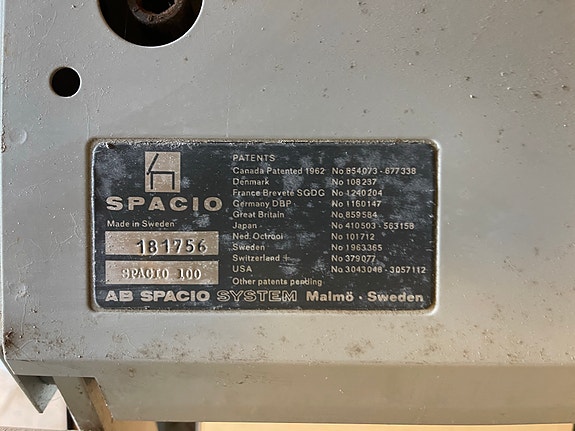 SPACIO
Made in Sweden
181756
SPACIO 100
PATENTS
Canada Patented 1962 No 854073 - 677338
Denmark No 108237
France Breveté SGDG No 1240204
Germany DBP No 1160147
Great Britain No 859584
Japan No 410503 - 563158
Ned. Octrooi No 101712
Sweden No 1963365
Switzerland + No 379077
USA No 3043046 - 3057112
Other patents pending
AB SPACIO SYSTEM Malmö · Sweden